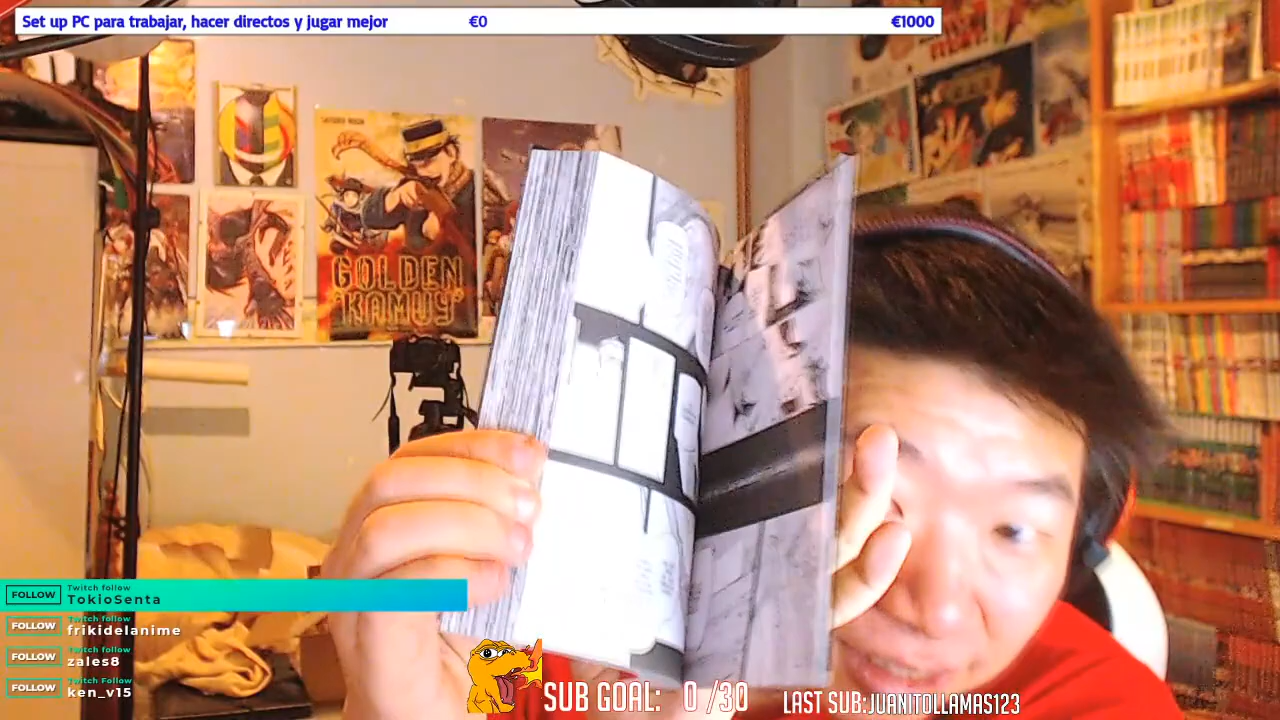 Set up PC para trabajar, hacer directos y jugar mejor €0 €1000
GOLDEN
KAMUY
FOLLOW Twitch follow
TokioSenta
FOLLOW Twitch follow
frikidelanime
FOLLOW Twitch follow
zales8
FOLLOW Twitch Follow
ken_v15
SUB GOAL: 0 /30
LAST SUB:JUANITOLLAMAS123